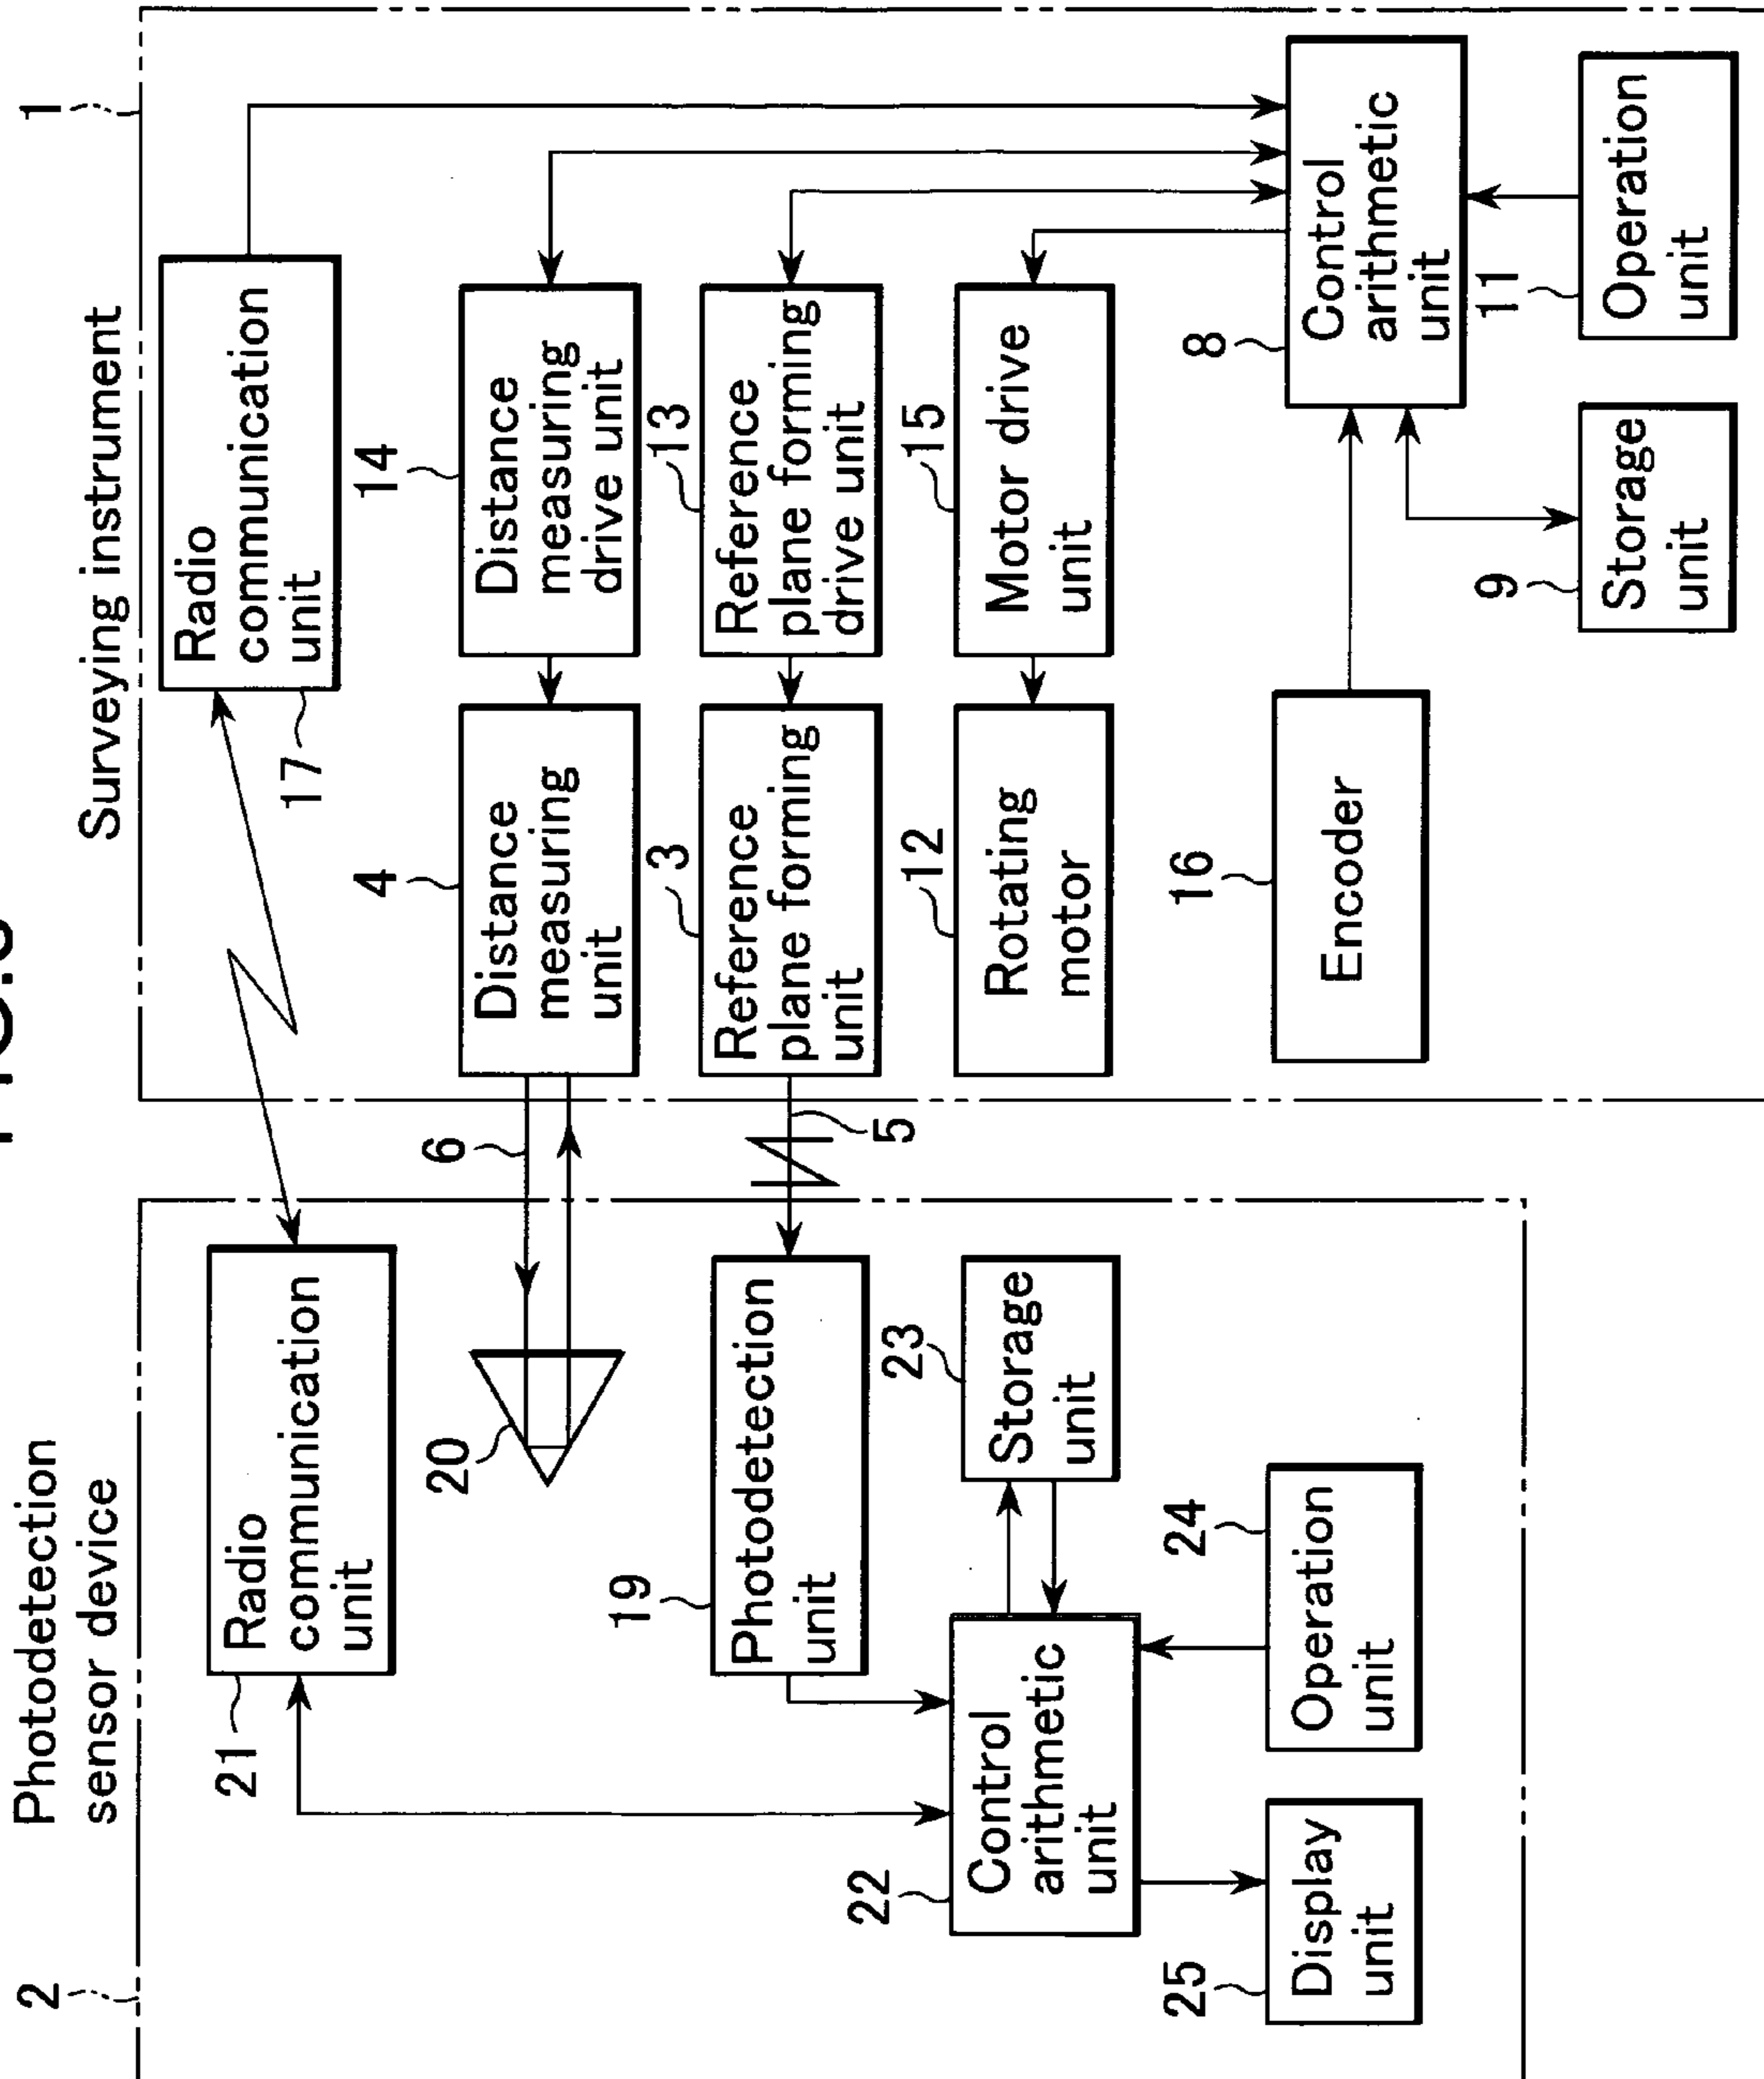 Photodetection
sensor device
2
Radio
communication
unit
21
20
6
Photodetection
unit
19
5
Storage
unit
23
Control
arithmetic
unit
22
Operation
unit
24
Display
unit
25
Surveying instrument
1
Radio
communication
unit
17
Distance
measuring
unit
4
Distance
measuring
drive unit
14
Reference
plane forming
unit
3
Reference
plane forming
drive unit
13
Rotating
motor
12
Motor drive
unit
15
Encoder
16
Control
arithmetic
unit
8
Storage
unit
9
Operation
unit
11